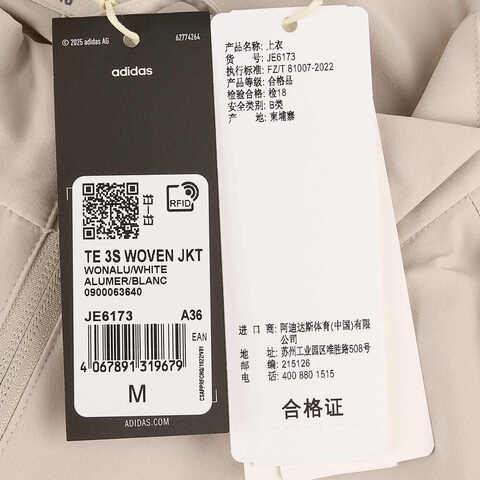 © 2025 adidas AG
62774264
adidas
RFID
TE 3S WOVEN JKT
WONALU/WHITE
ALUMER/BLANC
0900063640
JE6173 A36
EAN
4 067891 319679
M
ADIDAS.COM
产品名称: 上衣
货 号: JE6173
执行标准: FZ/T 81007-2022
产品等级: 合格品
检验合格: 检18
安全类别: B类
产 地: 柬埔寨
进 口 商: 阿迪达斯体育(中国)有限
公司
地 址: 苏州工业园区唯胜路508号
邮 编: 215126
电 话: 400 880 1515
合格证